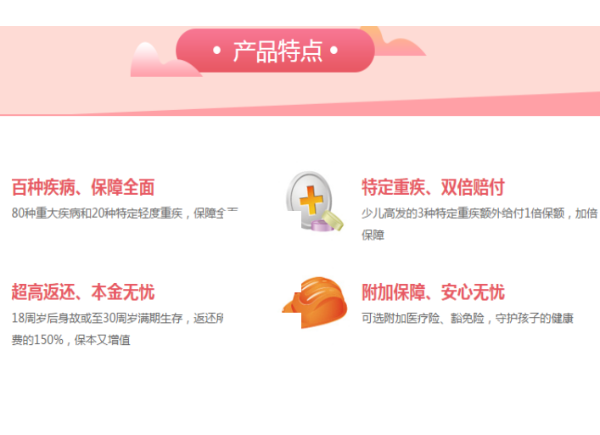 产品特点
百种疾病、保障全面
80种重大疾病和20种特定轻度重疾，保障全
特定重疾、双倍赔付
少儿高发的3种特定重疾额外给付1倍保额，加倍
保障
超高返还、本金无忧
18周岁后身故或至30周岁满期生存，返还
费的150%，保本又增值
附加保障、安心无忧
可选附加医疗险、豁免险，守护孩子的健康